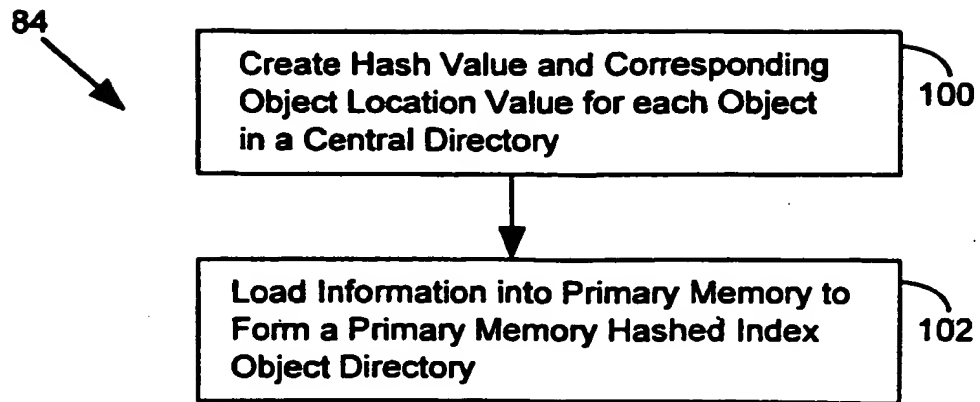 84
Create Hash Value and Corresponding
Object Location Value for each Object
in a Central Directory
100
Load Information into Primary Memory to
Form a Primary Memory Hashed Index
Object Directory
102